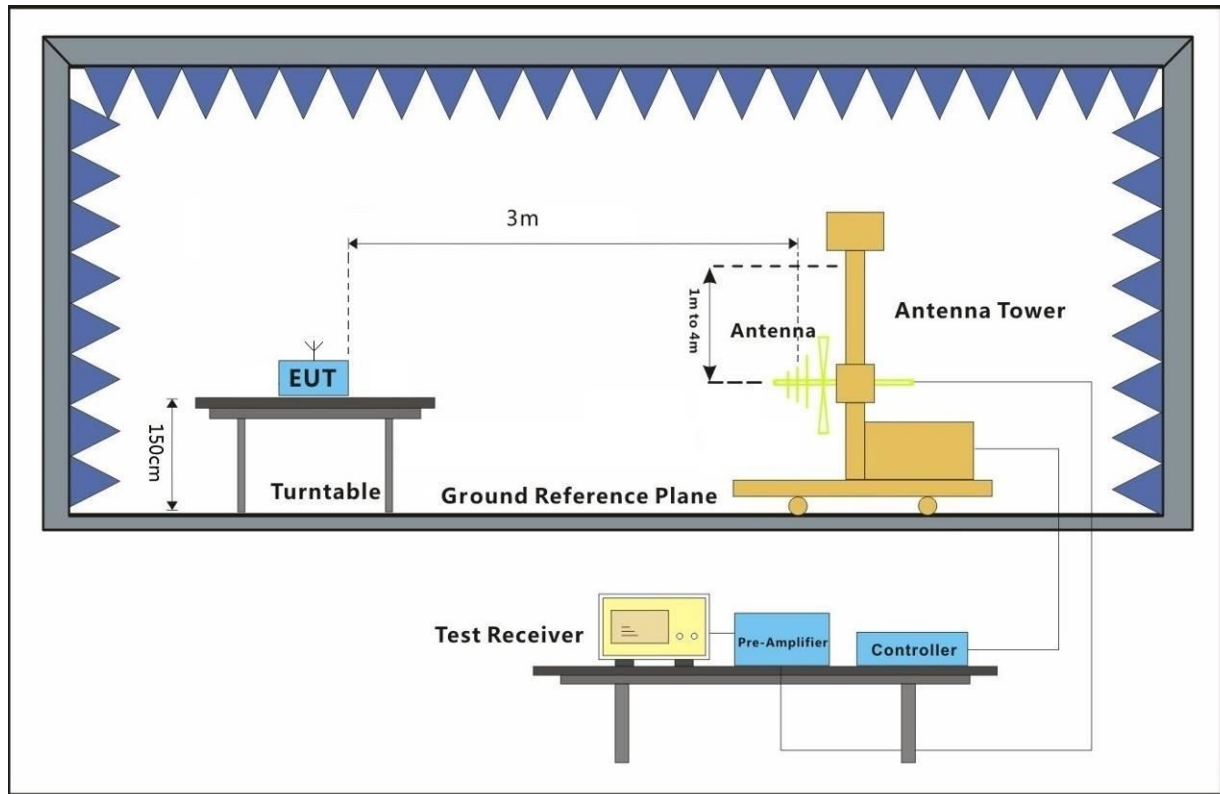 3m
1m to 4m
Antenna
Antenna Tower
EUT
150cm
Turntable
Ground Reference Plane
Test Receiver
Pre-Amplifier
Controller